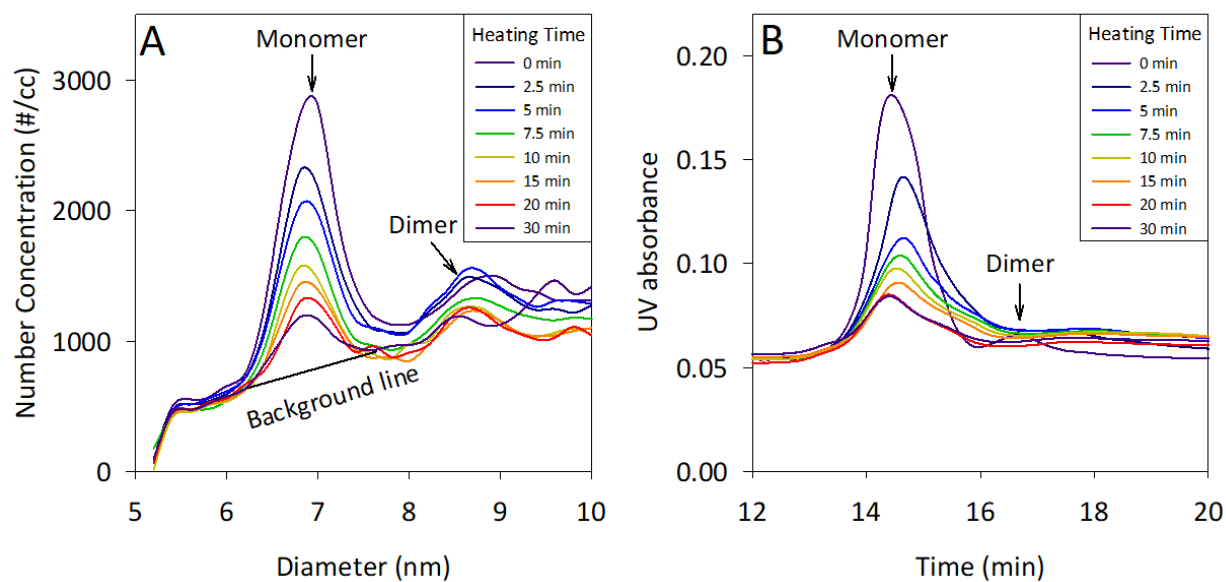 A
Monomer
Heating Time
0 min
2.5 min
5 min
7.5 min
10 min
15 min
20 min
30 min
Dimer
Background line
Number Concentration (#/cc)
3000
2000
1000
0
5 6 7 8 9 10
Diameter (nm)
B
Monomer
Heating Time
0 min
2.5 min
5 min
7.5 min
10 min
15 min
20 min
30 min
Dimer
UV absorbance
0.20
0.15
0.10
0.05
0.00
12 14 16 18 20
Time (min)